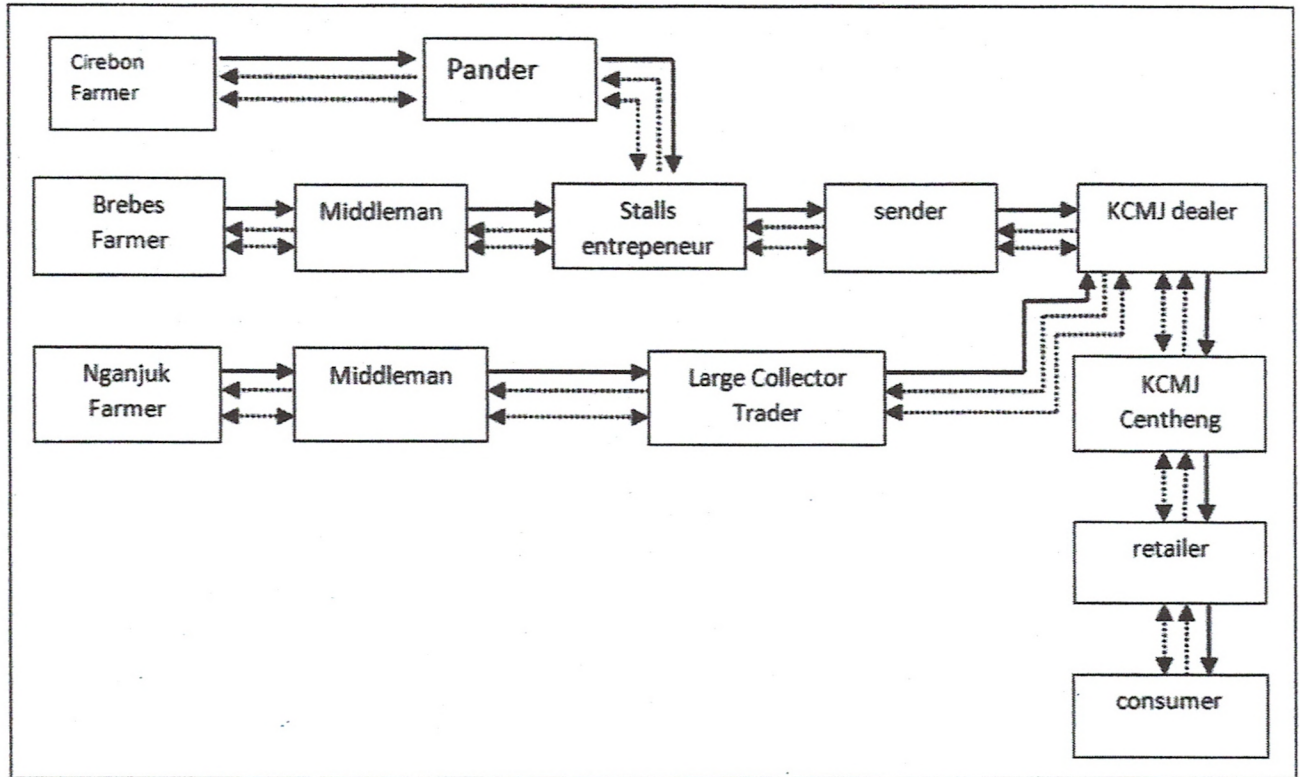 Cirebon
Farmer
Pander
Brebes
Farmer
Middleman
Stalls
entrepeneur
sender
KCMJ dealer
Nganjuk
Farmer
Middleman
Large Collector
Trader
KCMJ
Centheng
retailer
consumer